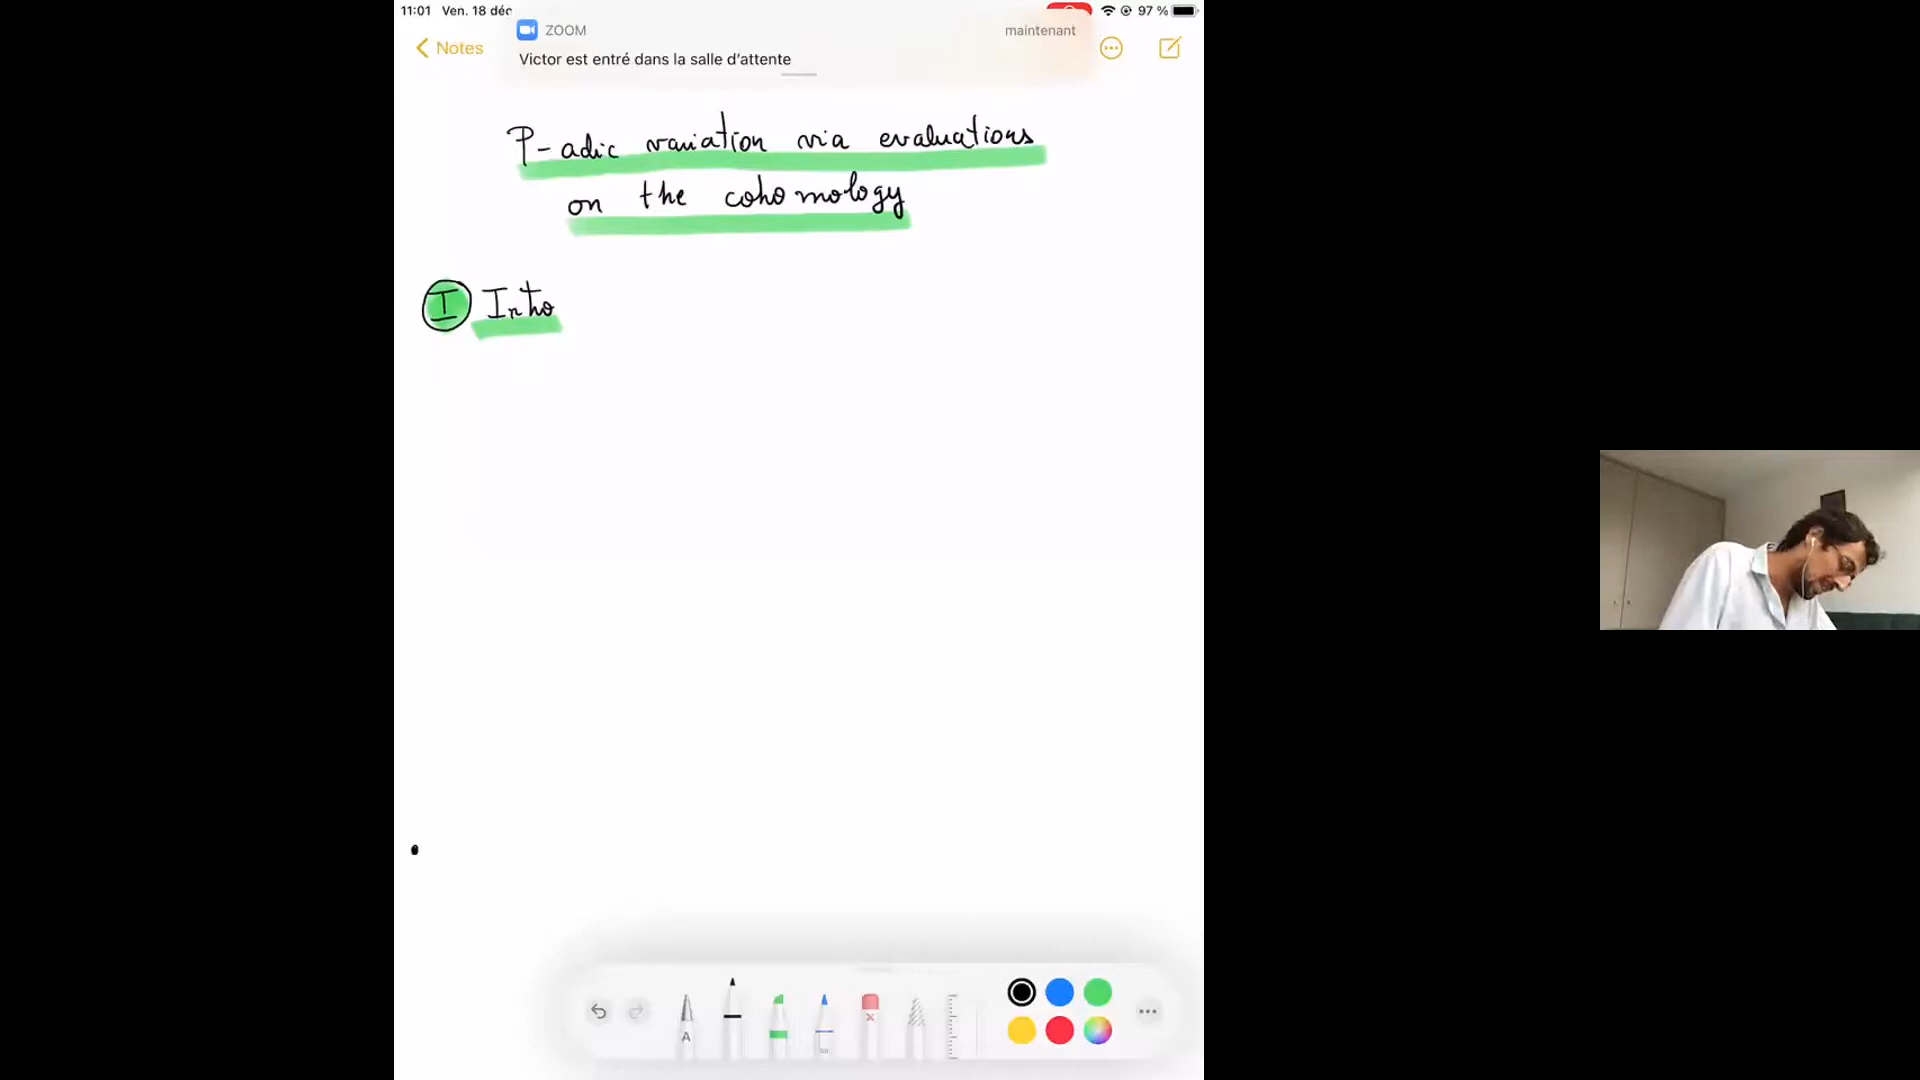 11:01 Ven. 18 déc
97 %
ZOOM
maintenant
Victor est entré dans la salle d'attente
Notes
P-adic variation via evaluations
on the cohomology
I Intro
A
50